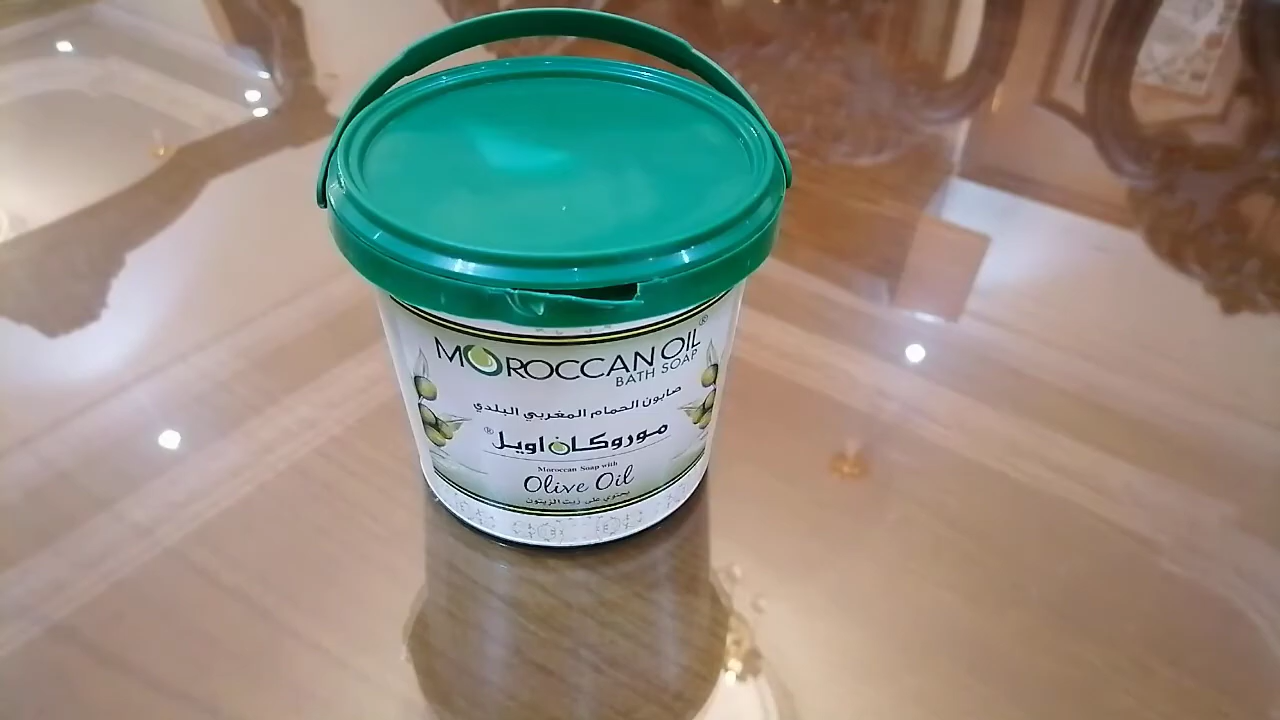 MOROCCAN OIL ®
BATH SOAP
صابون الحمام المغربي البلدي
موروكان اويل ®
Moroccan Soap with
Olive Oil
يحتوي على زيت الزيتون